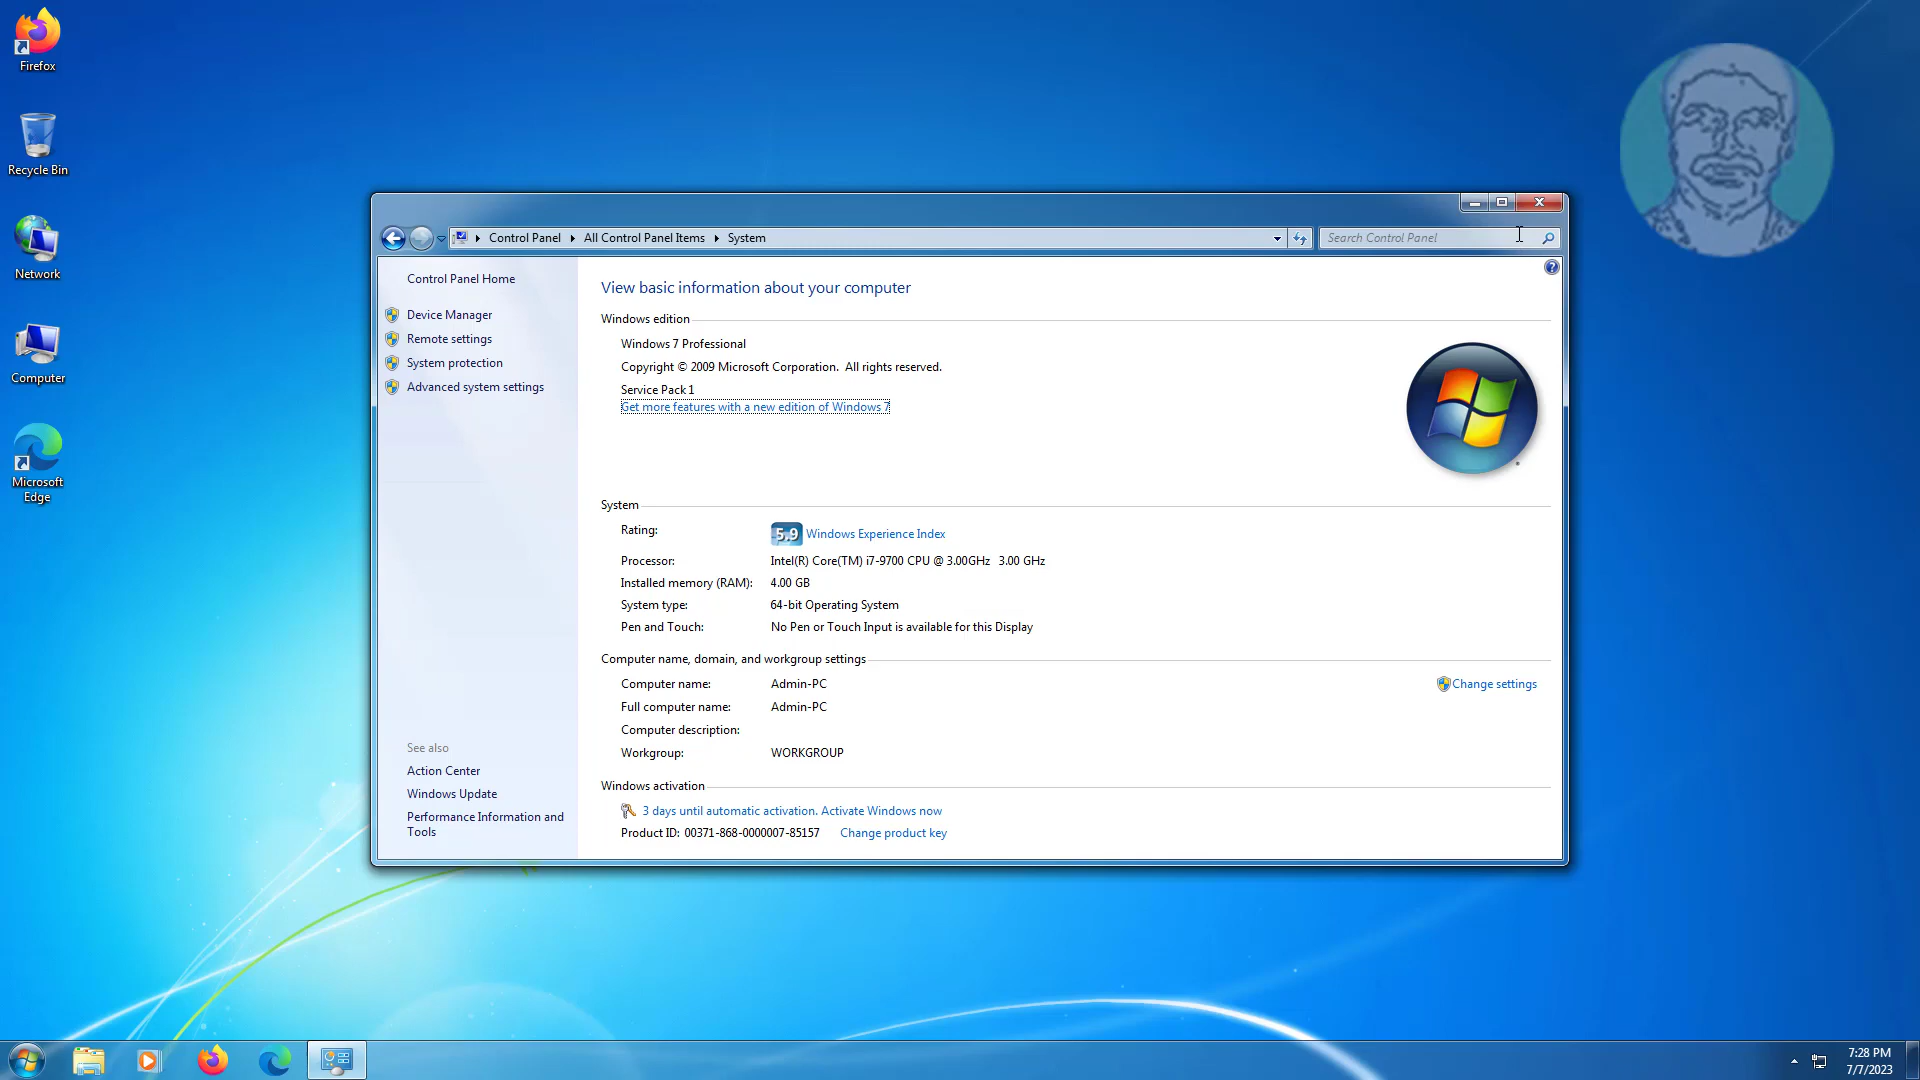 Firefox
Recycle Bin
Network
Computer
Microsoft
Edge
Control Panel
All Control Panel Items
System
Search Control Panel
Control Panel Home
Device Manager
Remote settings
System protection
Advanced system settings
See also
Action Center
Windows Update
Performance Information and
Tools
View basic information about your computer
Windows edition
Windows 7 Professional
Copyright © 2009 Microsoft Corporation. All rights reserved.
Service Pack 1
Get more features with a new edition of Windows 7
System
Rating: 5.9 Windows Experience Index
Processor: Intel(R) Core(TM) i7-9700 CPU @ 3.00GHz 3.00 GHz
Installed memory (RAM): 4.00 GB
System type: 64-bit Operating System
Pen and Touch: No Pen or Touch Input is available for this Display
Computer name, domain, and workgroup settings
Computer name: Admin-PC Change settings
Full computer name: Admin-PC
Computer description:
Workgroup: WORKGROUP
Windows activation
3 days until automatic activation. Activate Windows now
Product ID: 00371-868-0000007-85157 Change product key
7:28 PM
7/7/2023